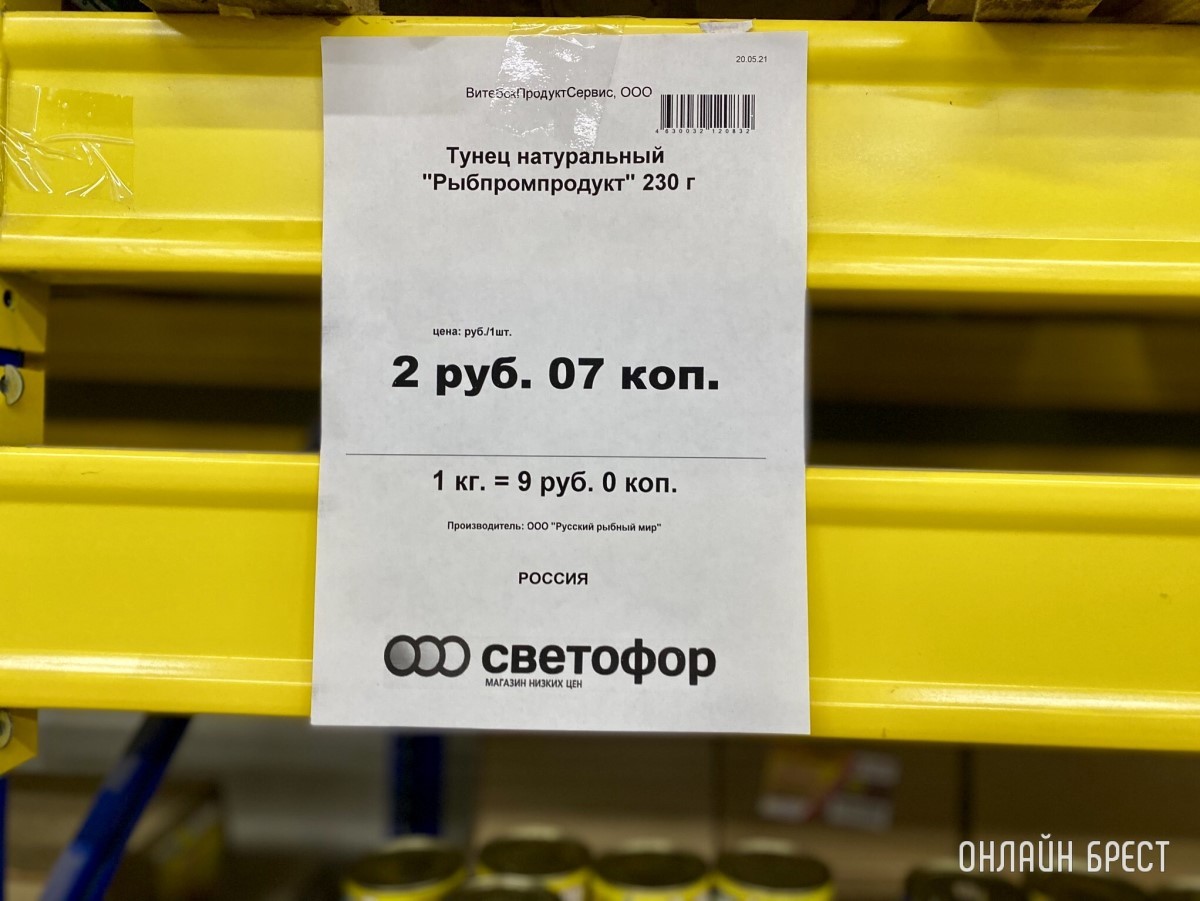 20.05.21
ВитебскПродуктСервис, ООО
4630032120832
Тунец натуральный
"Рыбпромпродукт" 230 г
цена: руб./1шт.
2 руб. 07 коп.
1 кг. = 9 руб. 0 коп.
Производитель: ООО "Русский рыбный мир"
РОССИЯ
светофор
МАГАЗИН НИЗКИХ ЦЕН
ОНЛАЙН БРЕСТ